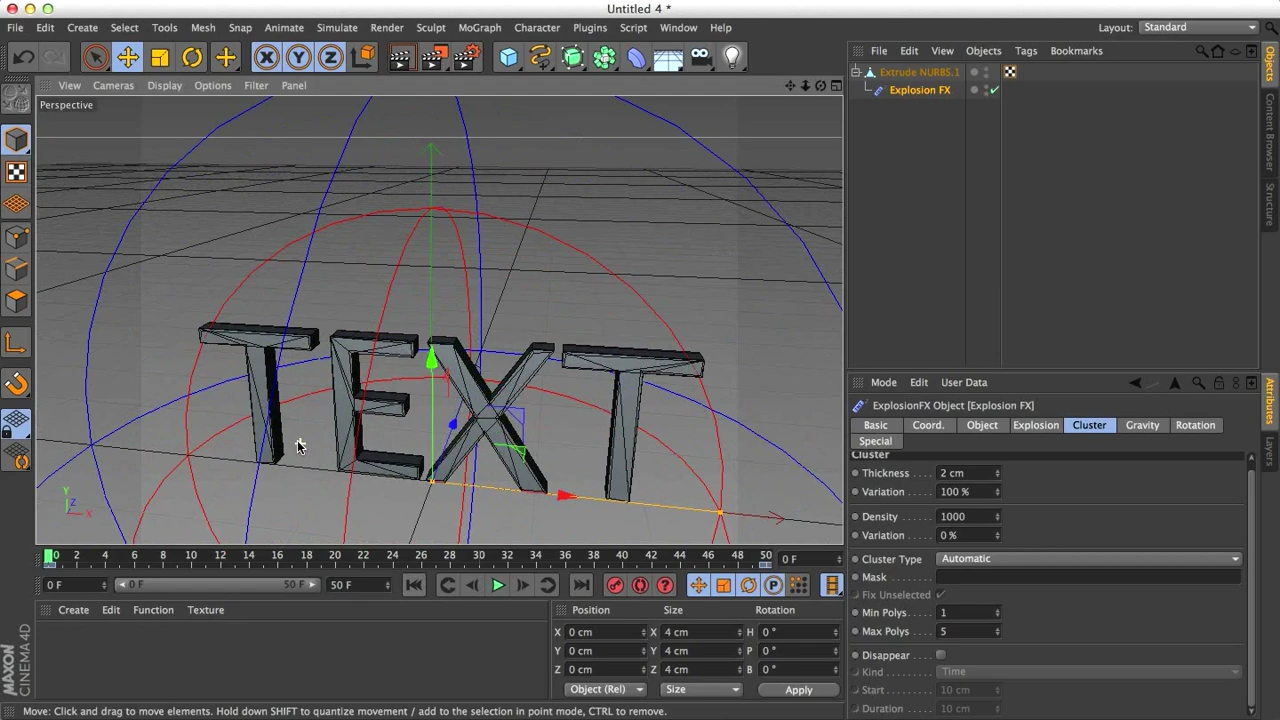 Untitled 4 *
File Edit Create Select Tools Mesh Snap Animate Simulate Render Sculpt MoGraph Character Plugins Script Window Help Layout: Standard
X Y Z
File Edit View Objects Tags Bookmarks
Extrude NURBS.1
Explosion FX
View Cameras Display Options Filter Panel
Perspective
TEXT
Y
Z
X
Objects
Content Browser
Structure
Mode Edit User Data
ExplosionFX Object [Explosion FX]
Basic Coord. Object Explosion Cluster Gravity Rotation
Special
Cluster
Thickness 2 cm
Variation 100 %
Density 1000
Variation 0 %
Cluster Type Automatic
Mask
Fix Unselected
Min Polys 1
Max Polys 5
Disappear
Kind Time
Start 10 cm
Duration 10 cm
Attributes
Layers
0 2 4 6 8 10 12 14 16 18 20 22 24 26 28 30 32 34 36 38 40 42 44 46 48 50 0 F
0 F 0 F 50 F 50 F P
Create Edit Function Texture
Position Size Rotation
X 0 cm X 4 cm H 0 °
Y 0 cm Y 4 cm P 0 °
Z 0 cm Z 4 cm B 0 °
Object (Rel) Size Apply
MAXON
CINEMA 4D
Move: Click and drag to move elements. Hold down SHIFT to quantize movement / add to the selection in point mode, CTRL to remove.